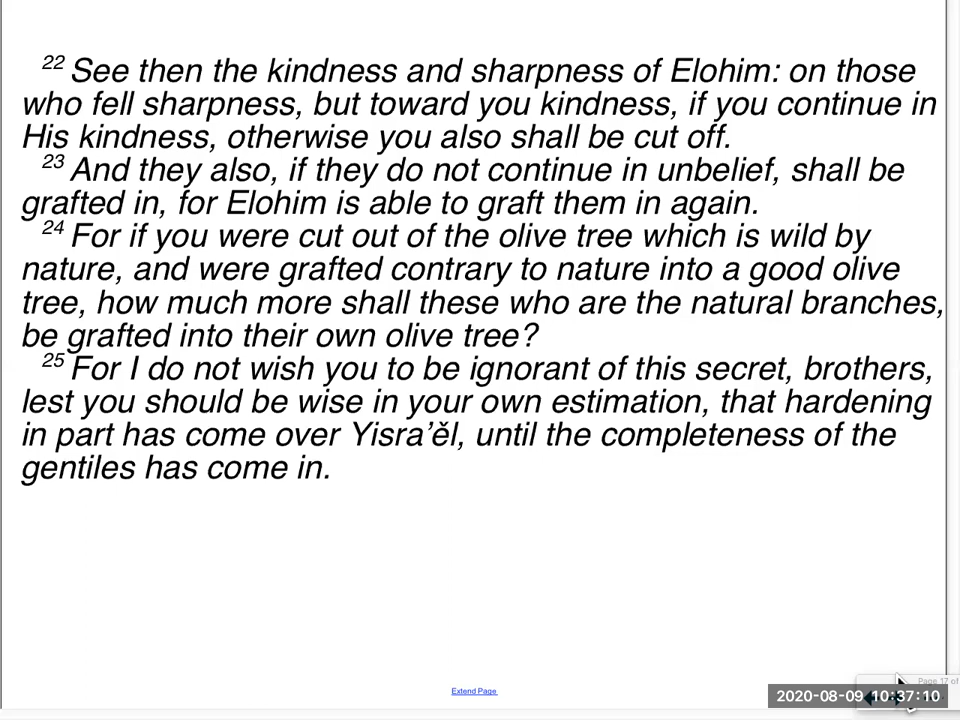 22 See then the kindness and sharpness of Elohim: on those
who fell sharpness, but toward you kindness, if you continue in
His kindness, otherwise you also shall be cut off.
23 And they also, if they do not continue in unbelief, shall be
grafted in, for Elohim is able to graft them in again.
24 For if you were cut out of the olive tree which is wild by
nature, and were grafted contrary to nature into a good olive
tree, how much more shall these who are the natural branches,
be grafted into their own olive tree?
25 For I do not wish you to be ignorant of this secret, brothers,
lest you should be wise in your own estimation, that hardening
in part has come over Yisra’ěl, until the completeness of the
gentiles has come in.
Page 17 of
Extend Page
2020-08-09 10:37:10